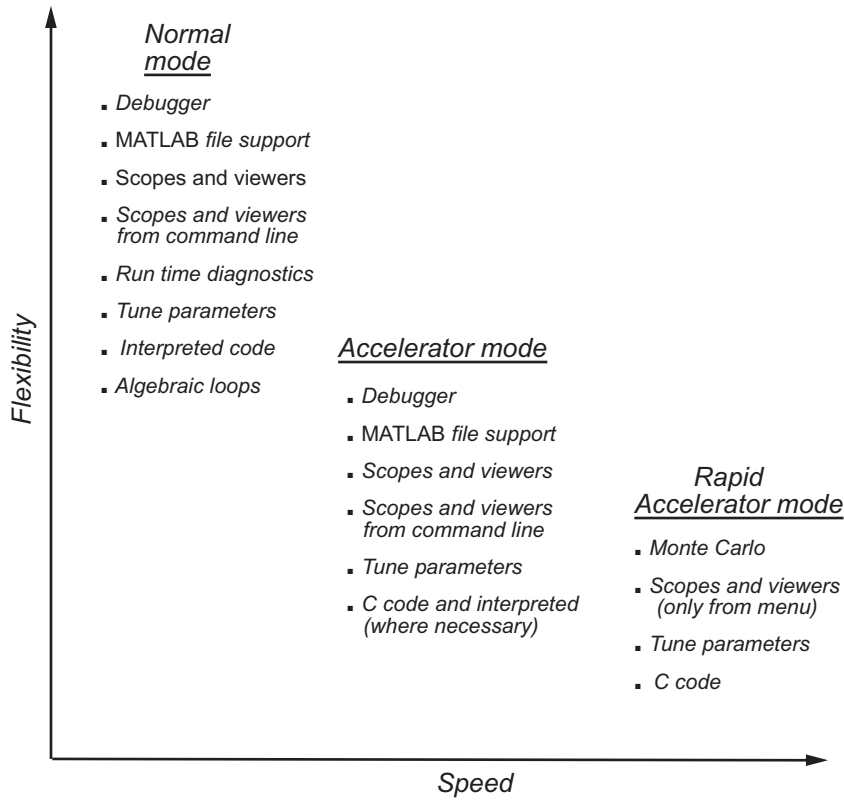 Normal
mode
▪ Debugger
▪ MATLAB file support
▪ Scopes and viewers
▪ Scopes and viewers
from command line
▪ Run time diagnostics
▪ Tune parameters
▪ Interpreted code
▪ Algebraic loops
Flexibility
Accelerator mode
▪ Debugger
▪ MATLAB file support
▪ Scopes and viewers
▪ Scopes and viewers
from command line
▪ Tune parameters
▪ C code and interpreted
(where necessary)
Rapid
Accelerator mode
▪ Monte Carlo
▪ Scopes and viewers
(only from menu)
▪ Tune parameters
▪ C code
Speed